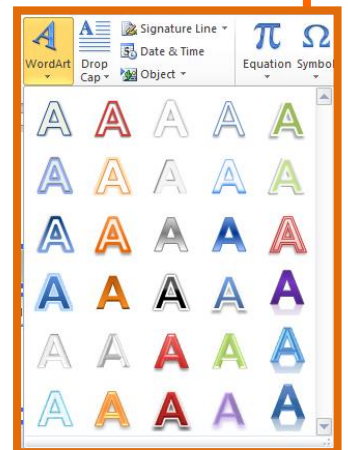 WordArt
Drop
Cap
Signature Line
Date & Time
Object
Equation
Symbol
A A A A A
A A A A A
A A A A A
A A A A A
A A A A A
A A A A A